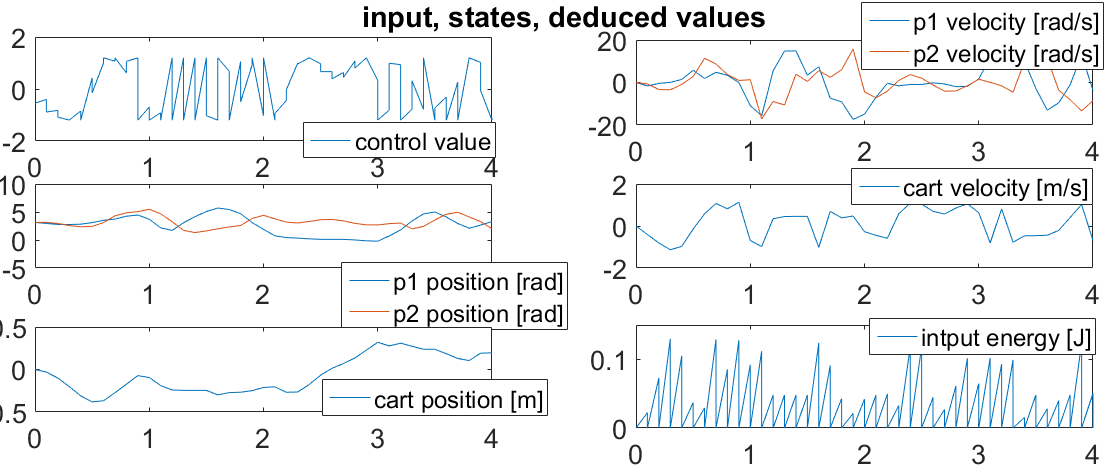 input, states, deduced values
2
0
-2
0 1 2 3 4
control value
20
0
-20
0 1 2 3 4
p1 velocity [rad/s]
p2 velocity [rad/s]
10
5
0
-5
0 1 2 3 4
p1 position [rad]
p2 position [rad]
2
0
-2
0 1 2 3 4
cart velocity [m/s]
0.5
0
0.5
0 1 2 3 4
cart position [m]
0.1
0
0 1 2 3 4
intput energy [J]